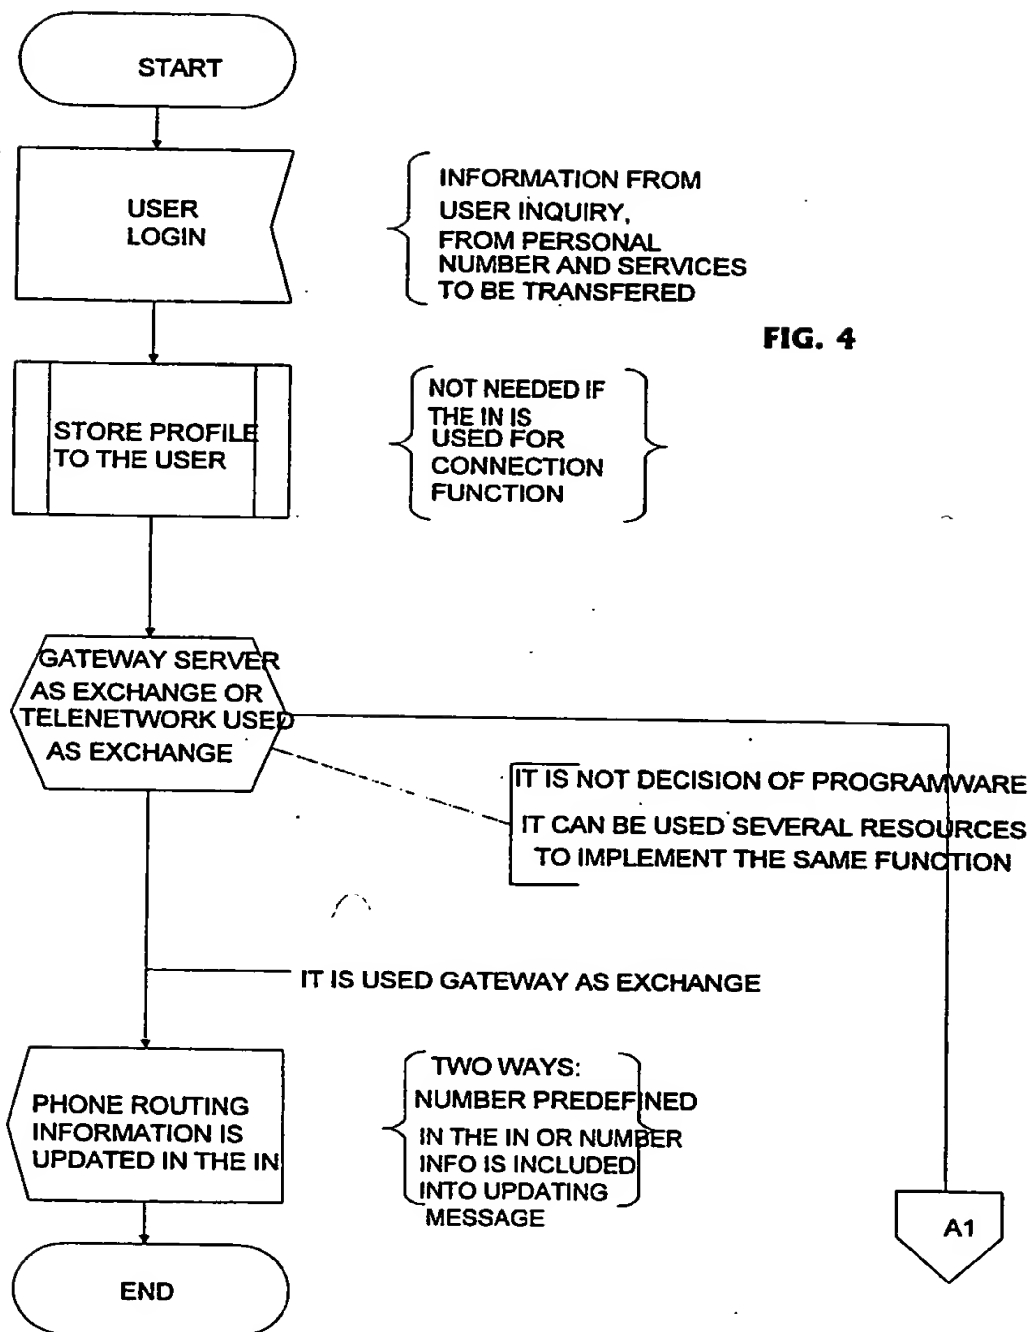 START
USER
LOGIN
INFORMATION FROM
USER INQUIRY,
FROM PERSONAL
NUMBER AND SERVICES
TO BE TRANSFERED
FIG. 4
STORE PROFILE
TO THE USER
NOT NEEDED IF
THE IN IS
USED FOR
CONNECTION
FUNCTION
GATEWAY SERVER
AS EXCHANGE OR
TELENETWORK USED
AS EXCHANGE
IT IS NOT DECISION OF PROGRAMWARE
IT CAN BE USED SEVERAL RESOURCES
TO IMPLEMENT THE SAME FUNCTION
IT IS USED GATEWAY AS EXCHANGE
PHONE ROUTING
INFORMATION IS
UPDATED IN THE IN
TWO WAYS:
NUMBER PREDEFINED
IN THE IN OR NUMBER
INFO IS INCLUDED
INTO UPDATING
MESSAGE
A1
END